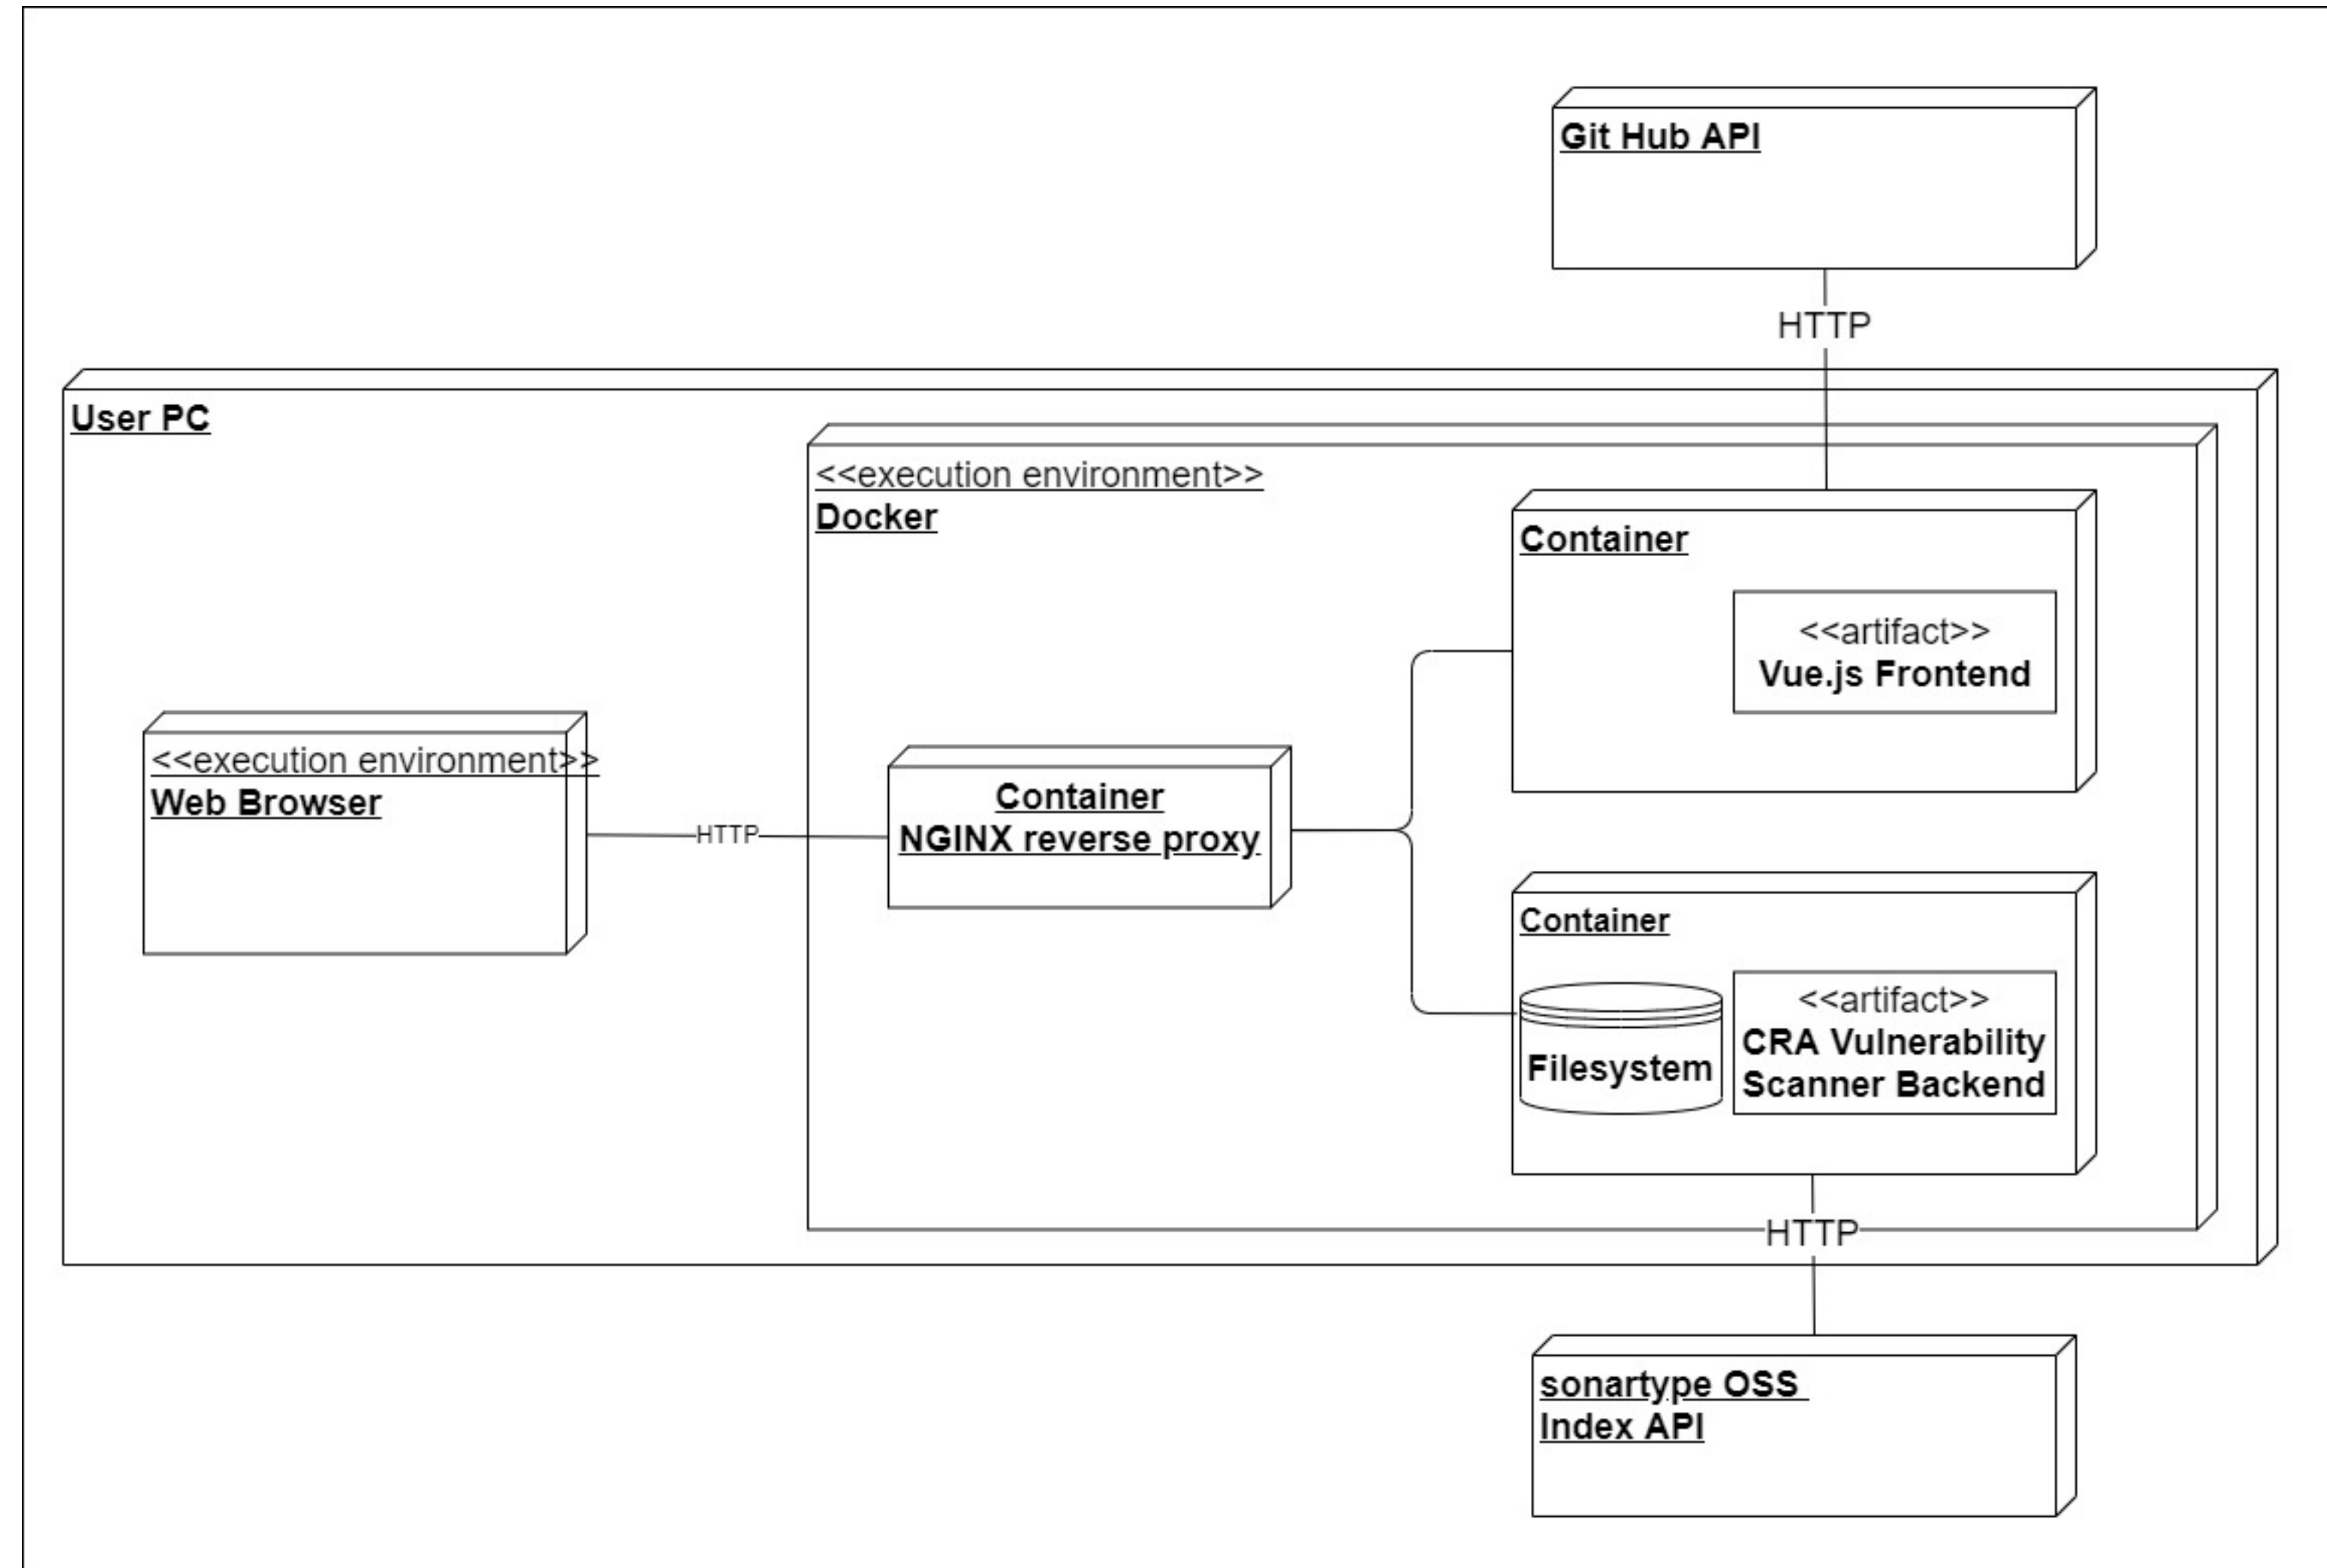 Git Hub API
HTTP
User PC
<<execution environment>>
Docker
Container
<<artifact>>
Vue.js Frontend
<<execution environment>>
Web Browser
HTTP
Container
NGINX reverse proxy
Container
Filesystem
<<artifact>>
CRA Vulnerability
Scanner Backend
HTTP
sonartype OSS
Index API